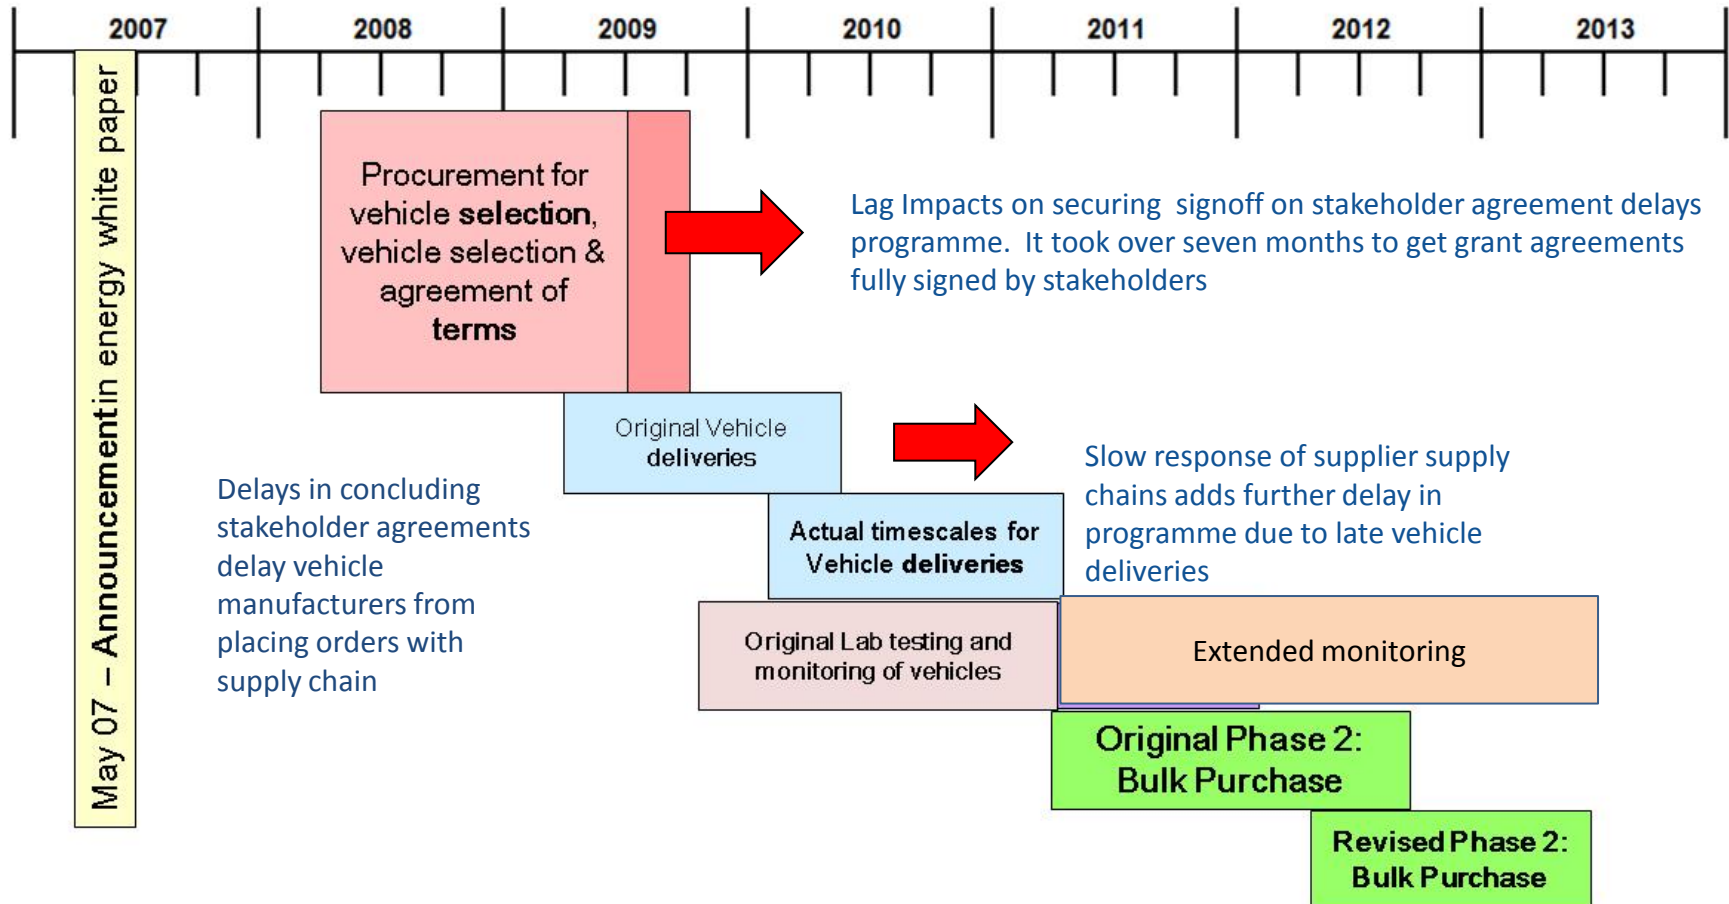 2007
2008
2009
2010
2011
2012
2013
May 07 – Announcementin energy white paper
Procurement for
vehicle selection,
vehicle selection &
agreement of
terms
Lag Impacts on securing signoff on stakeholder agreement delays
programme. It took over seven months to get grant agreements
fully signed by stakeholders
Original Vehicle
deliveries
Delays in concluding
stakeholder agreements
delay vehicle
manufacturers from
placing orders with
supply chain
Slow response of supplier supply
chains adds further delay in
programme due to late vehicle
deliveries
Actual timescales for
Vehicle deliveries
Original Lab testing and
monitoring of vehicles
Extended monitoring
Original Phase 2:
Bulk Purchase
Revised Phase 2:
Bulk Purchase